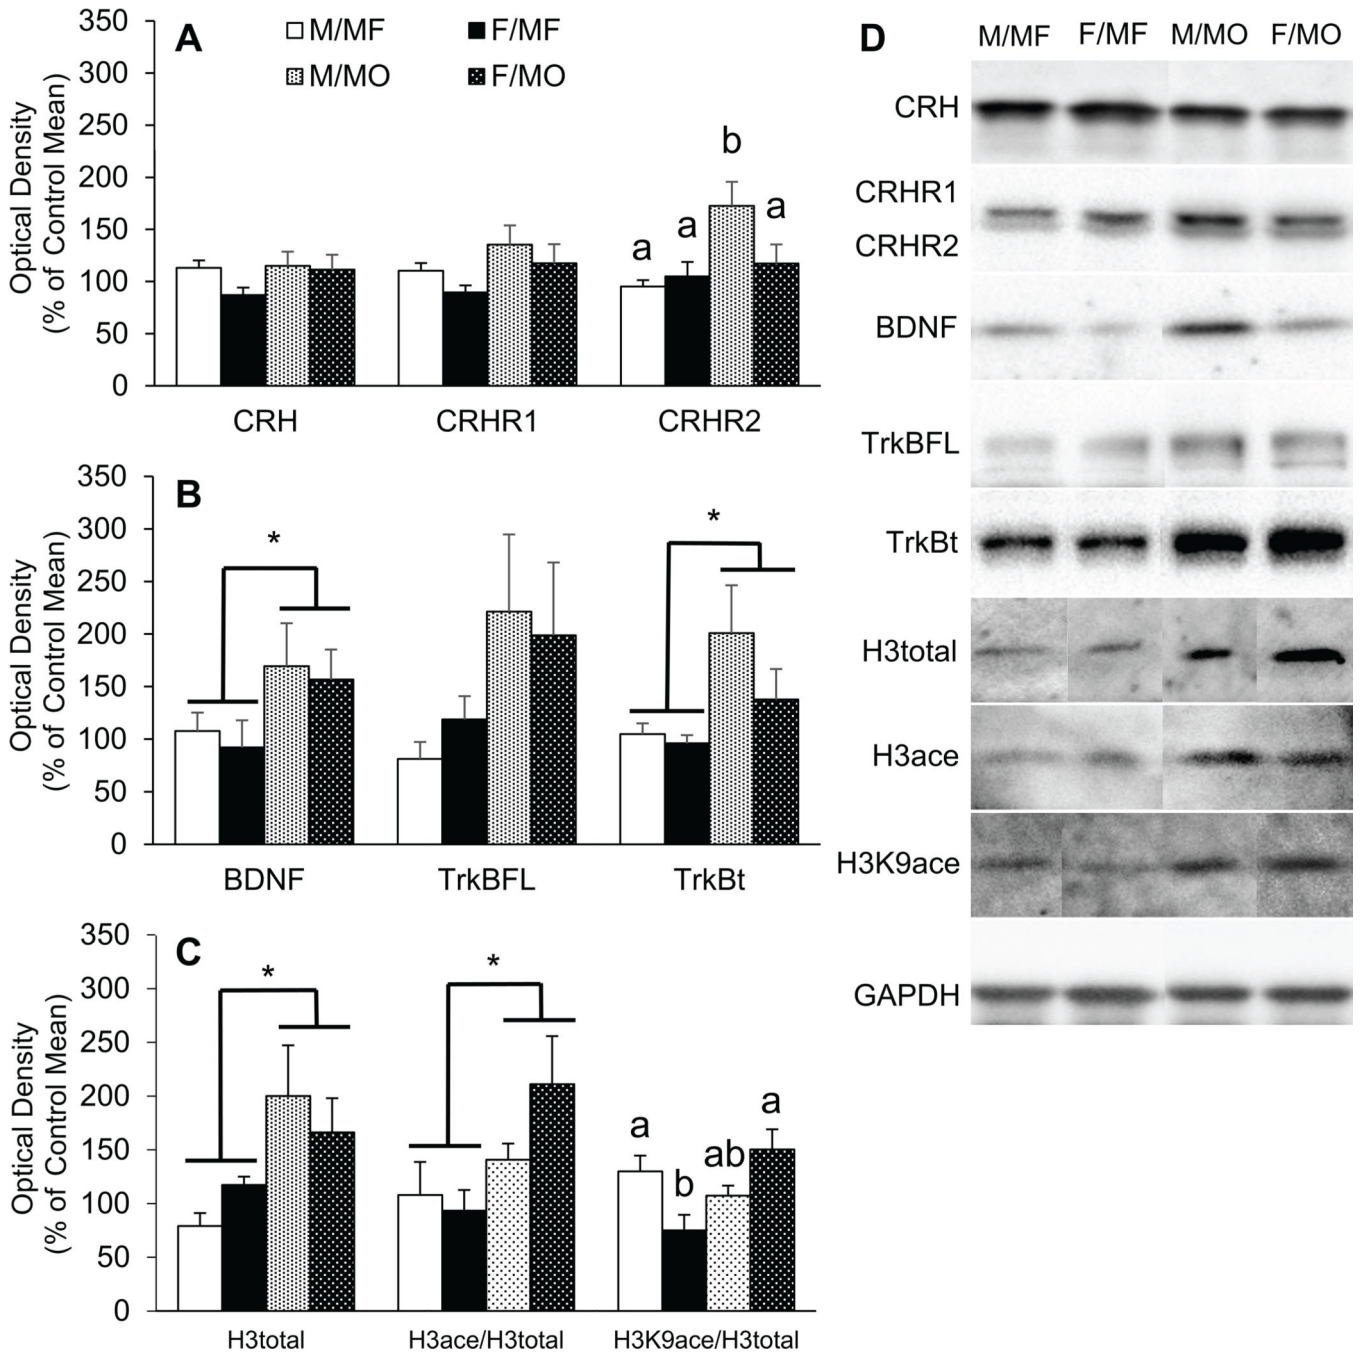 A
M/MF F/MF
M/MO F/MO
Optical Density
(% of Control Mean)
350
300
250
200
150
100
50
0
a a b a
CRH CRHR1 CRHR2
B
Optical Density
(% of Control Mean)
350
300
250
200
150
100
50
0
* *
BDNF TrkBFL TrkBt
C
Optical Density
(% of Control Mean)
350
300
250
200
150
100
50
0
* *
a b ab a
H3total H3ace/H3total H3K9ace/H3total
D
M/MF F/MF M/MO F/MO
CRH
CRHR1
CRHR2
BDNF
TrkBFL
TrkBt
H3total
H3ace
H3K9ace
GAPDH